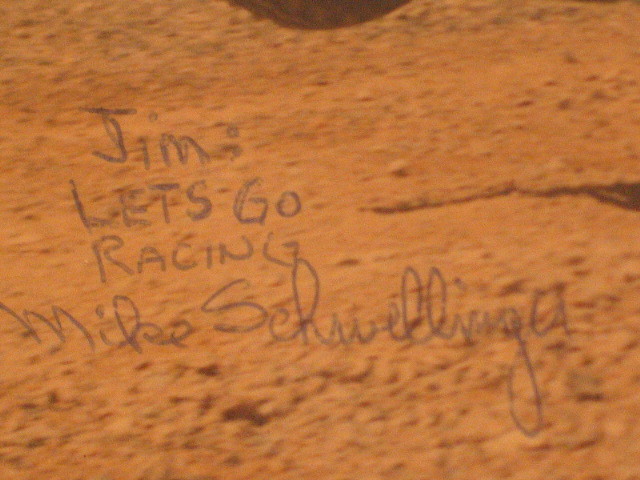 Jim:
LETS GO
RACING
Mike Schwellinger